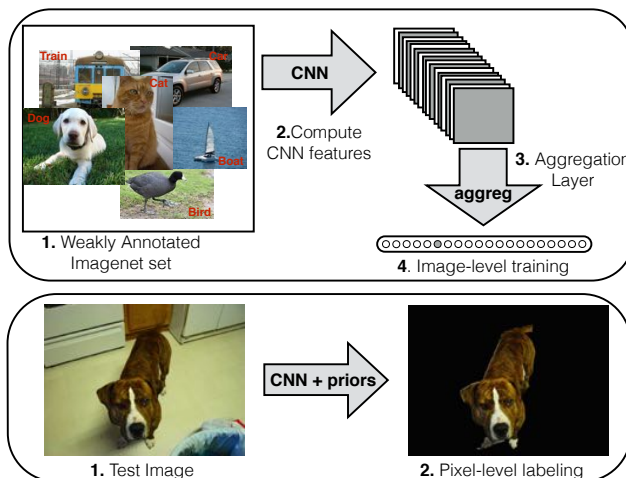 Train
Car
Cat
Dog
Boat
Bird
1. Weakly Annotated
Imagenet set
CNN
2.Compute
CNN features
3. Aggregation
Layer
aggreg
4. Image-level training
CNN + priors
1. Test Image
2. Pixel-level labeling